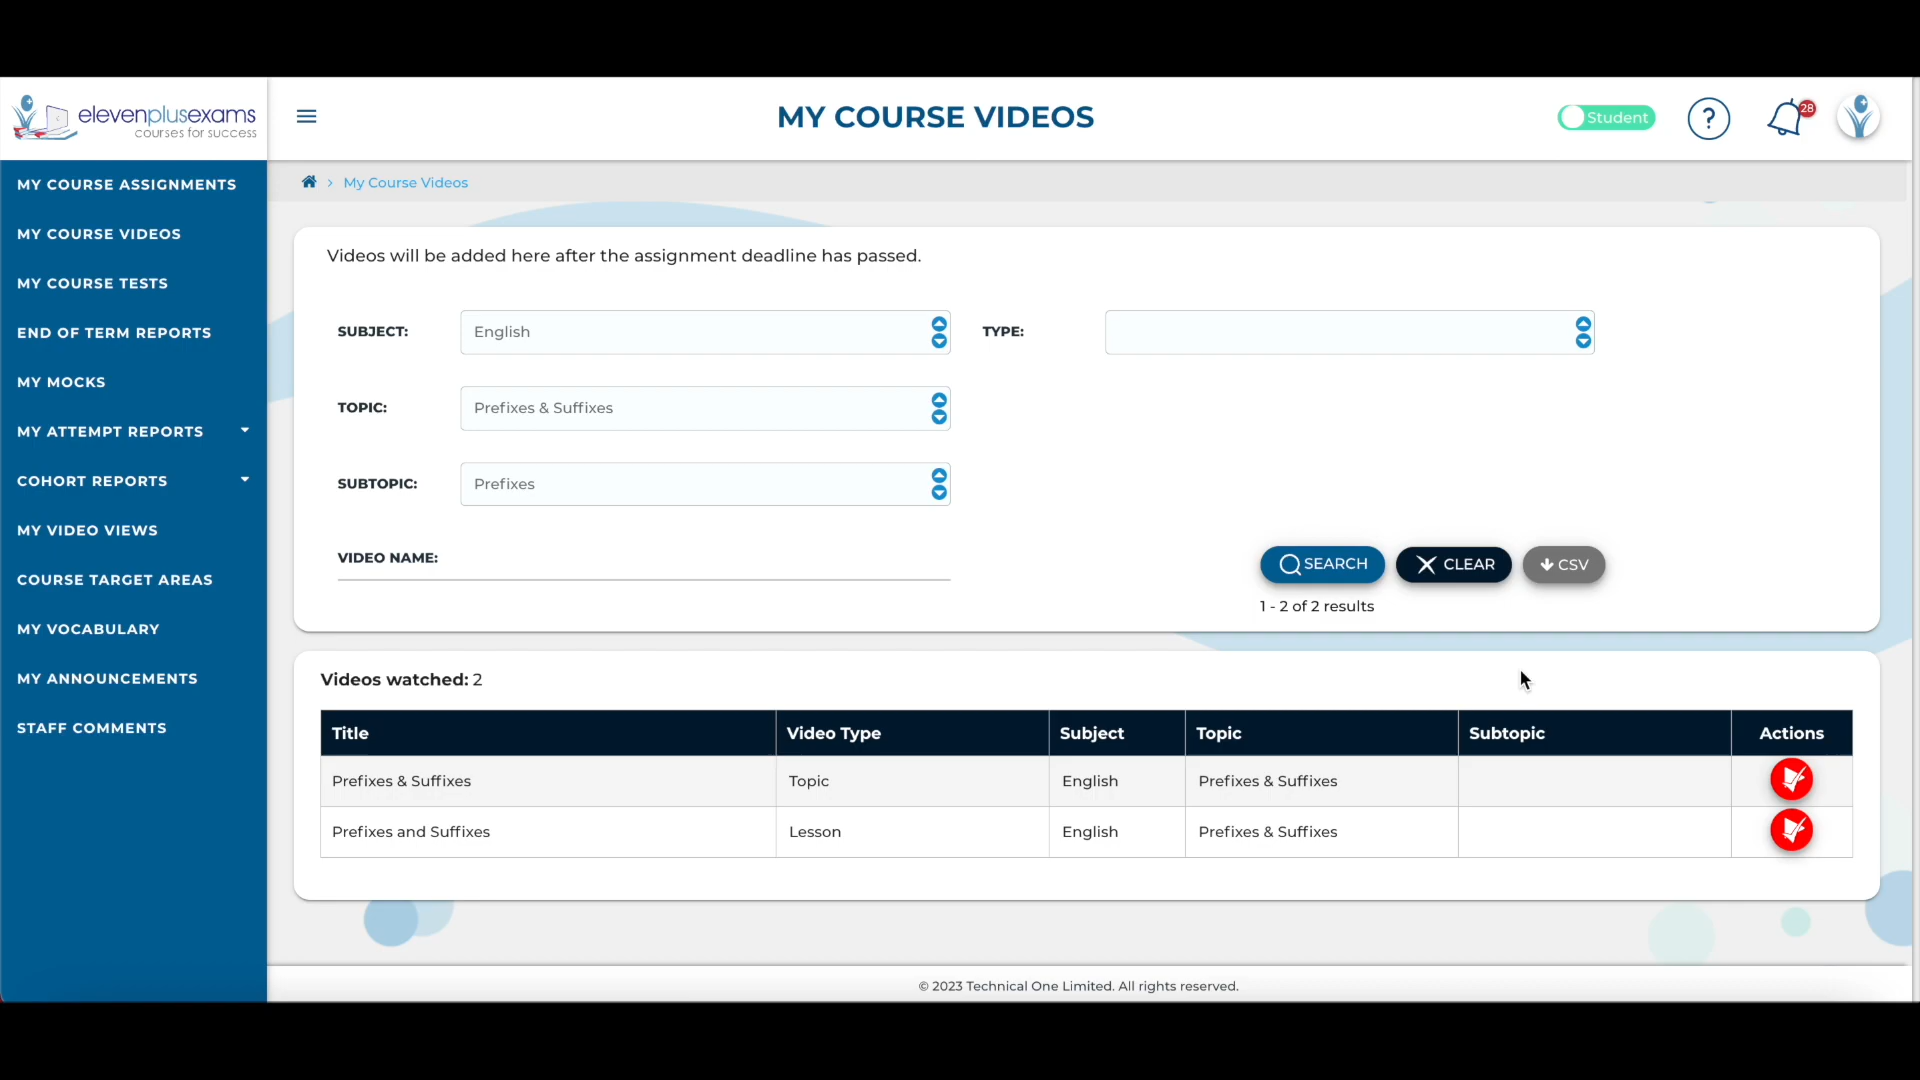 elevenplusexams
courses for success
MY COURSE VIDEOS
Student
?
28
MY COURSE ASSIGNMENTS
MY COURSE VIDEOS
MY COURSE TESTS
END OF TERM REPORTS
MY MOCKS
MY ATTEMPT REPORTS
COHORT REPORTS
MY VIDEO VIEWS
COURSE TARGET AREAS
MY VOCABULARY
MY ANNOUNCEMENTS
STAFF COMMENTS
> My Course Videos
Videos will be added here after the assignment deadline has passed.
SUBJECT: English TYPE:
TOPIC: Prefixes & Suffixes
SUBTOPIC: Prefixes
VIDEO NAME:
SEARCH CLEAR CSV
1 - 2 of 2 results
Videos watched: 2
Title Video Type Subject Topic Subtopic Actions
Prefixes & Suffixes Topic English Prefixes & Suffixes
Prefixes and Suffixes Lesson English Prefixes & Suffixes
© 2023 Technical One Limited. All rights reserved.